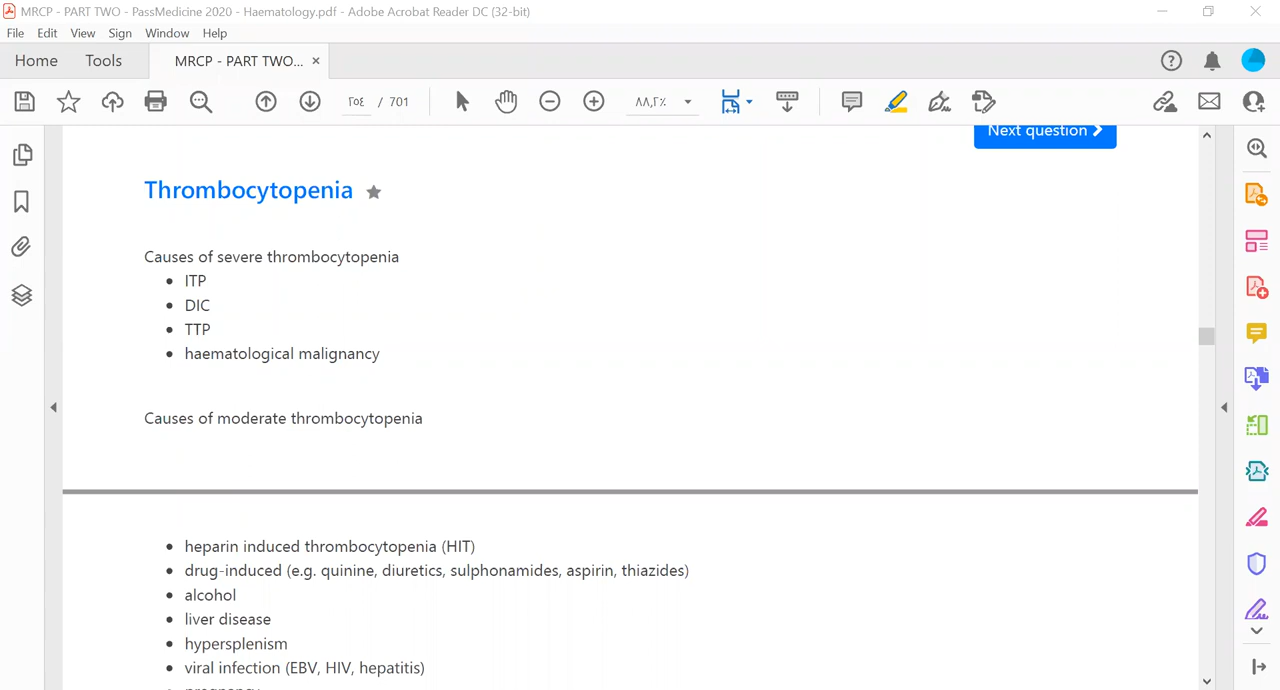 MRCP - PART TWO - PassMedicine 2020 - Haematology.pdf - Adobe Acrobat Reader DC (32-bit)
File Edit View Sign Window Help
Home Tools MRCP - PART TWO... ×
٢٥٤ / 701 ٨٨٫٢٪
Next question
Thrombocytopenia
Causes of severe thrombocytopenia
• ITP
• DIC
• TTP
• haematological malignancy
Causes of moderate thrombocytopenia
• heparin induced thrombocytopenia (HIT)
• drug-induced (e.g. quinine, diuretics, sulphonamides, aspirin, thiazides)
• alcohol
• liver disease
• hypersplenism
• viral infection (EBV, HIV, hepatitis)